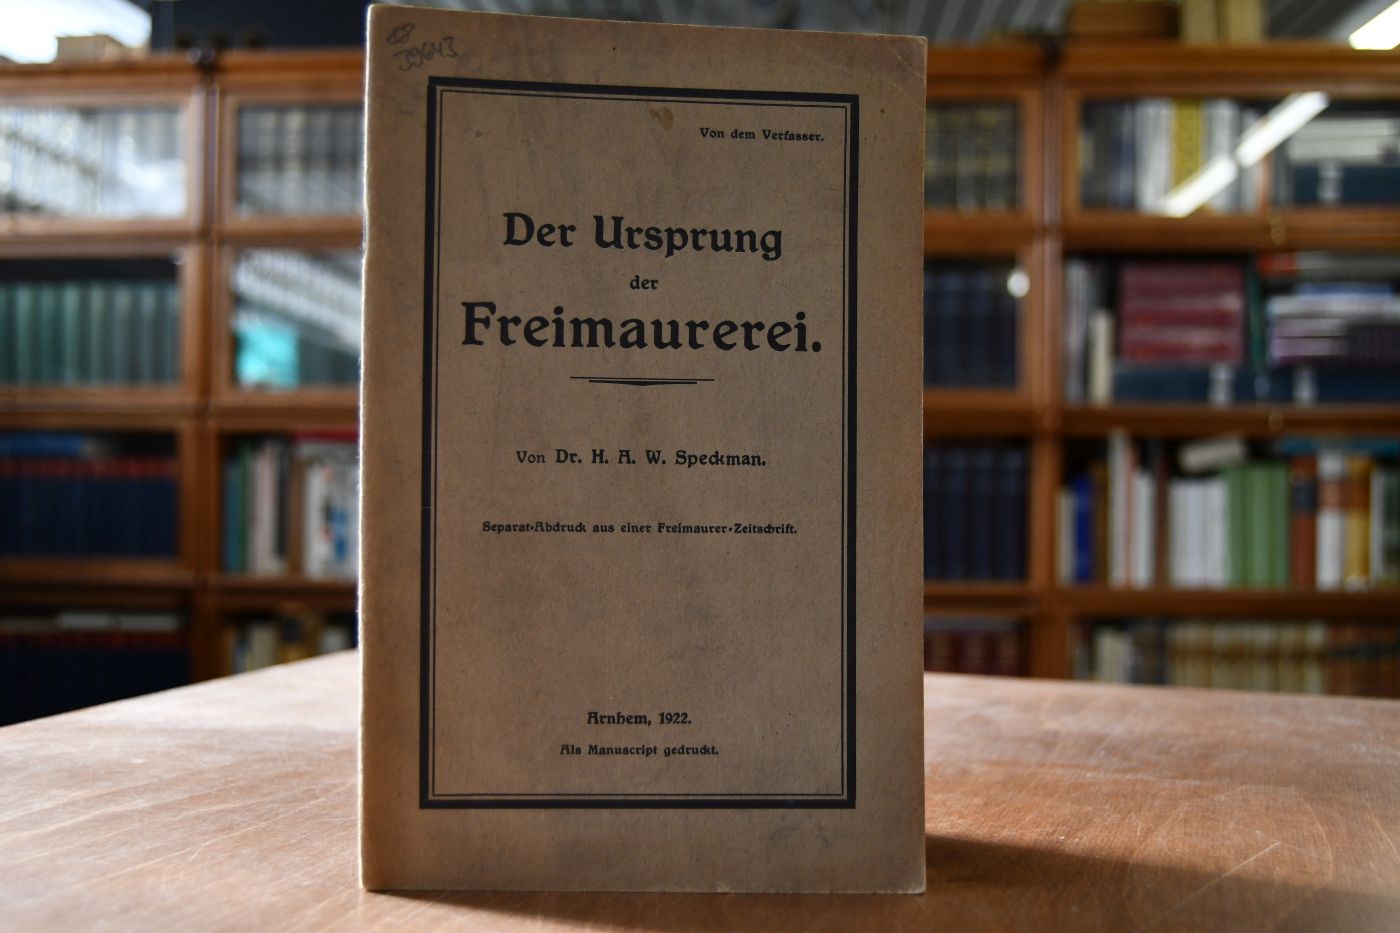 39643
Von dem Verfasser.
Der Ursprung
der
Freimaurerei.
Von Dr. H. A. W. Speckman.
Separat-Abdruck aus einer Freimaurer-Zeitschrift.
Arnhem, 1922.
Als Manuscript gedruckt.